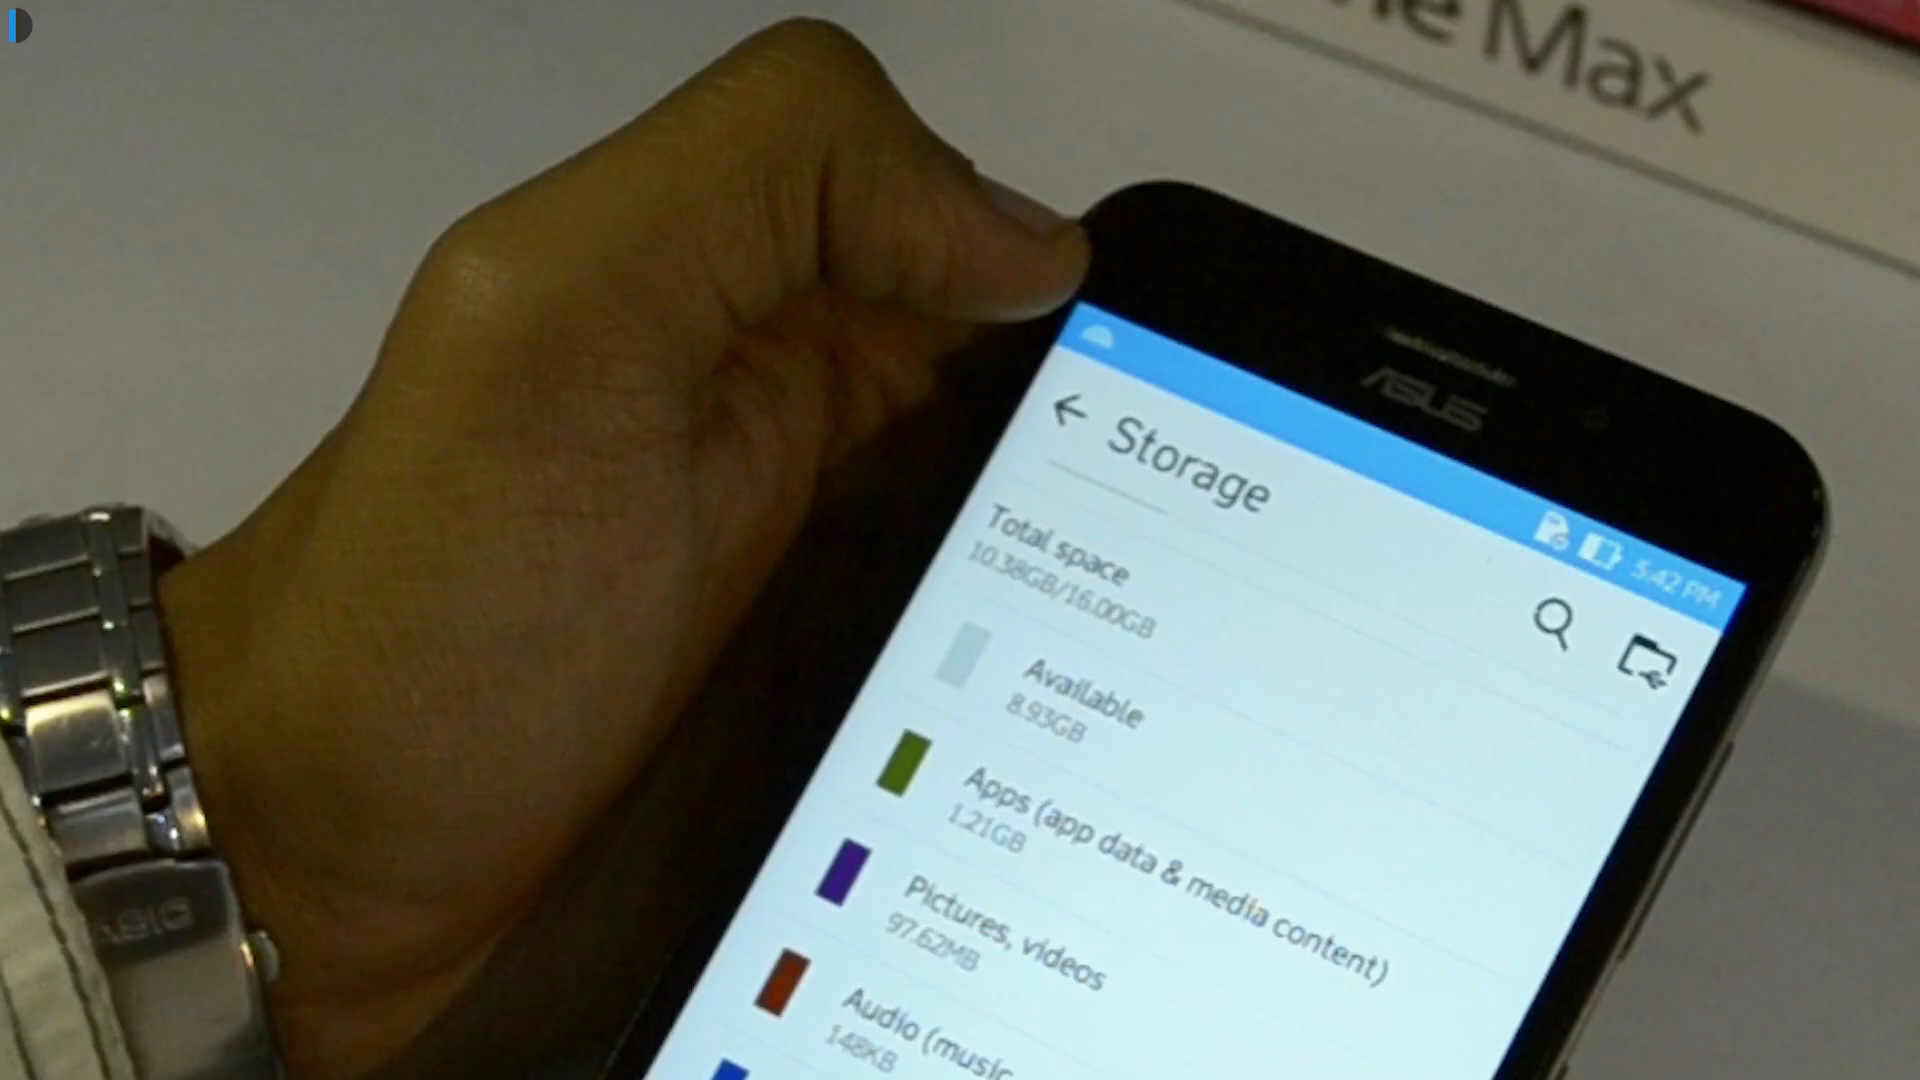 Max
ASUS
5:42 PM
Storage
Total space
10.38GB/16.00GB
Available
8.93GB
Apps (app data & media content)
1.21GB
Pictures, videos
97.62MB
Audio (music
148KB